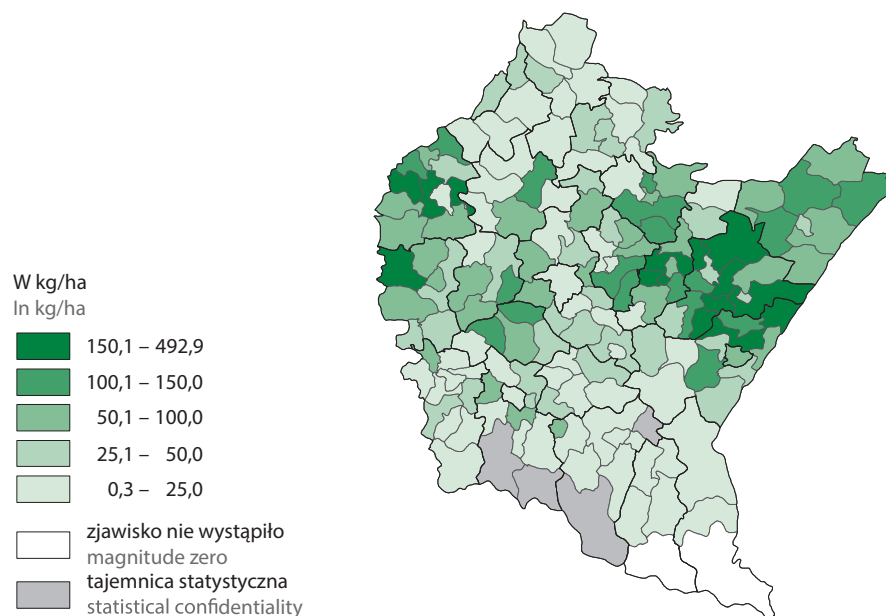 W kg/ha
In kg/ha
150,1 – 492,9
100,1 – 150,0
50,1 – 100,0
25,1 – 50,0
0,3 – 25,0
zjawisko nie wystąpiło
magnitude zero
tajemnica statystyczna
statistical confidentiality